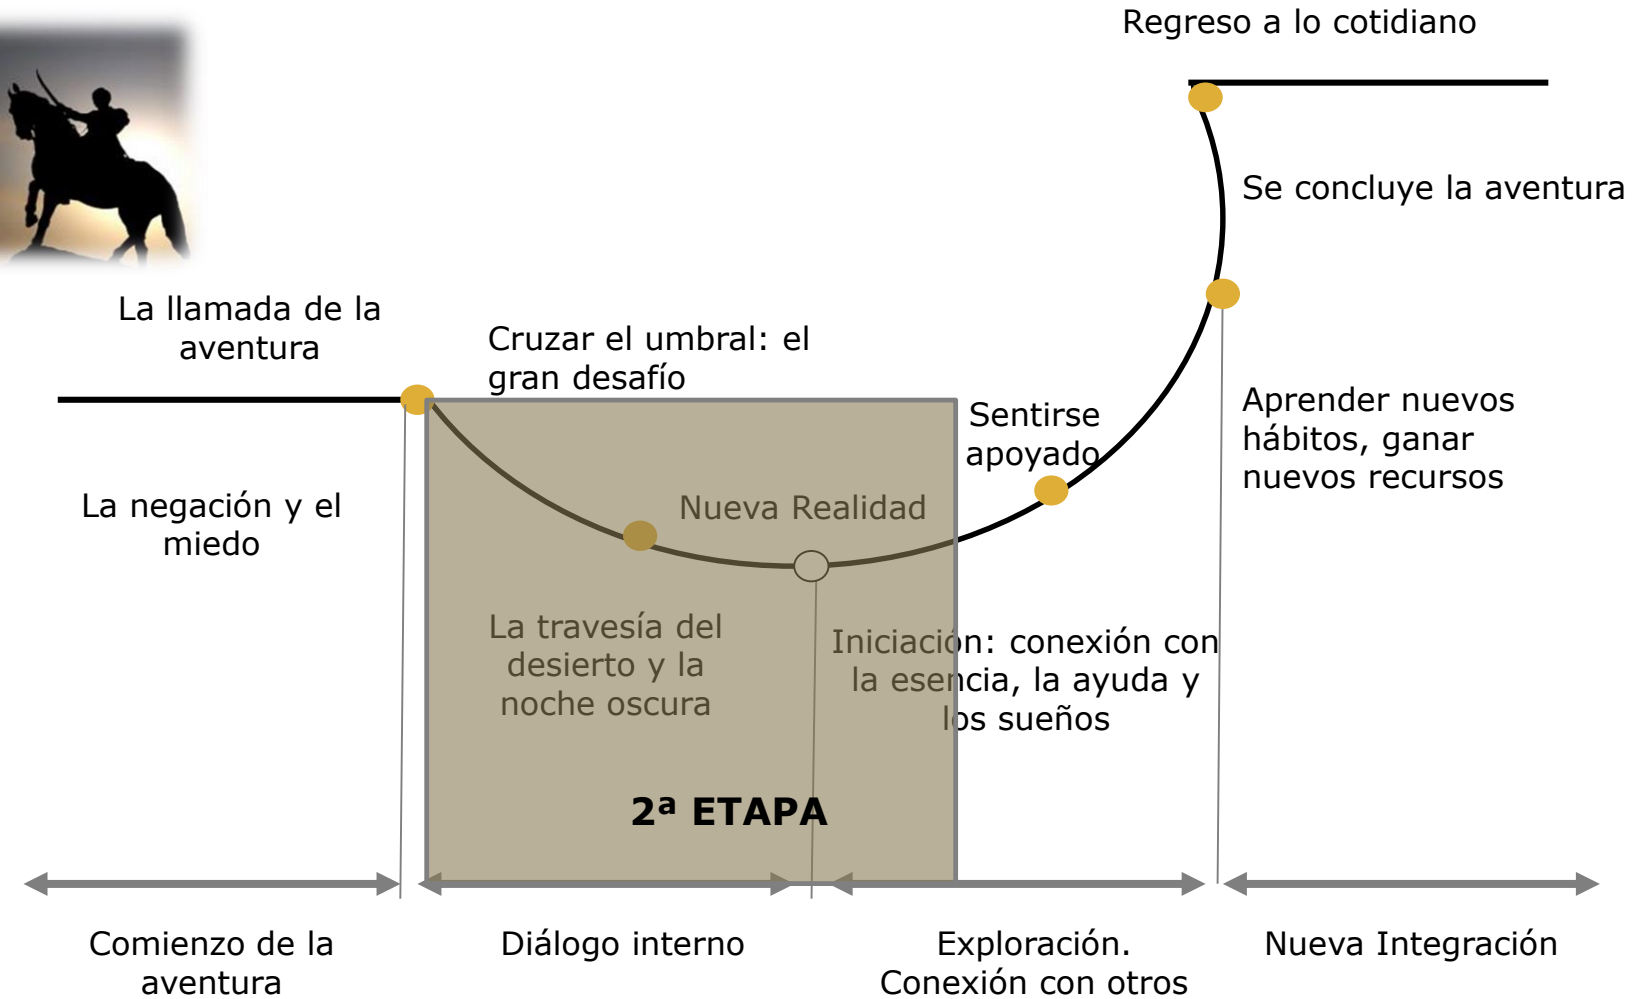 Regreso a lo cotidiano
Se concluye la aventura
La llamada de la
aventura
Cruzar el umbral: el
gran desafío
Sentirse
apoyado
Aprender nuevos
hábitos, ganar
nuevos recursos
La negación y el
miedo
Nueva Realidad
La travesía del
desierto y la
noche oscura
Iniciación: conexión con
la esencia, la ayuda y
los sueños
2ª ETAPA
Comienzo de la
aventura
Diálogo interno
Exploración.
Conexión con otros
Nueva Integración